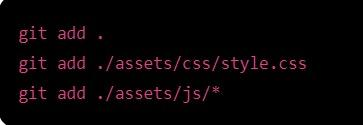 git add .
git add ./assets/css/style.css
git add ./assets/js/*